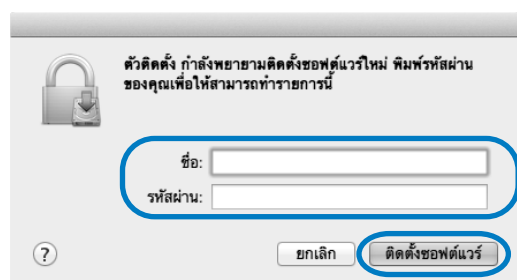 ตัวติดตั้ง กำลังพยายามติดตั้งซอฟต์แวร์ใหม่ พิมพ์รหัสผ่าน
ของคุณเพื่อให้สามารถทำรายการนี้
ชื่อ:
รหัสผ่าน:
?
ยกเลิก
ติดตั้งซอฟต์แวร์